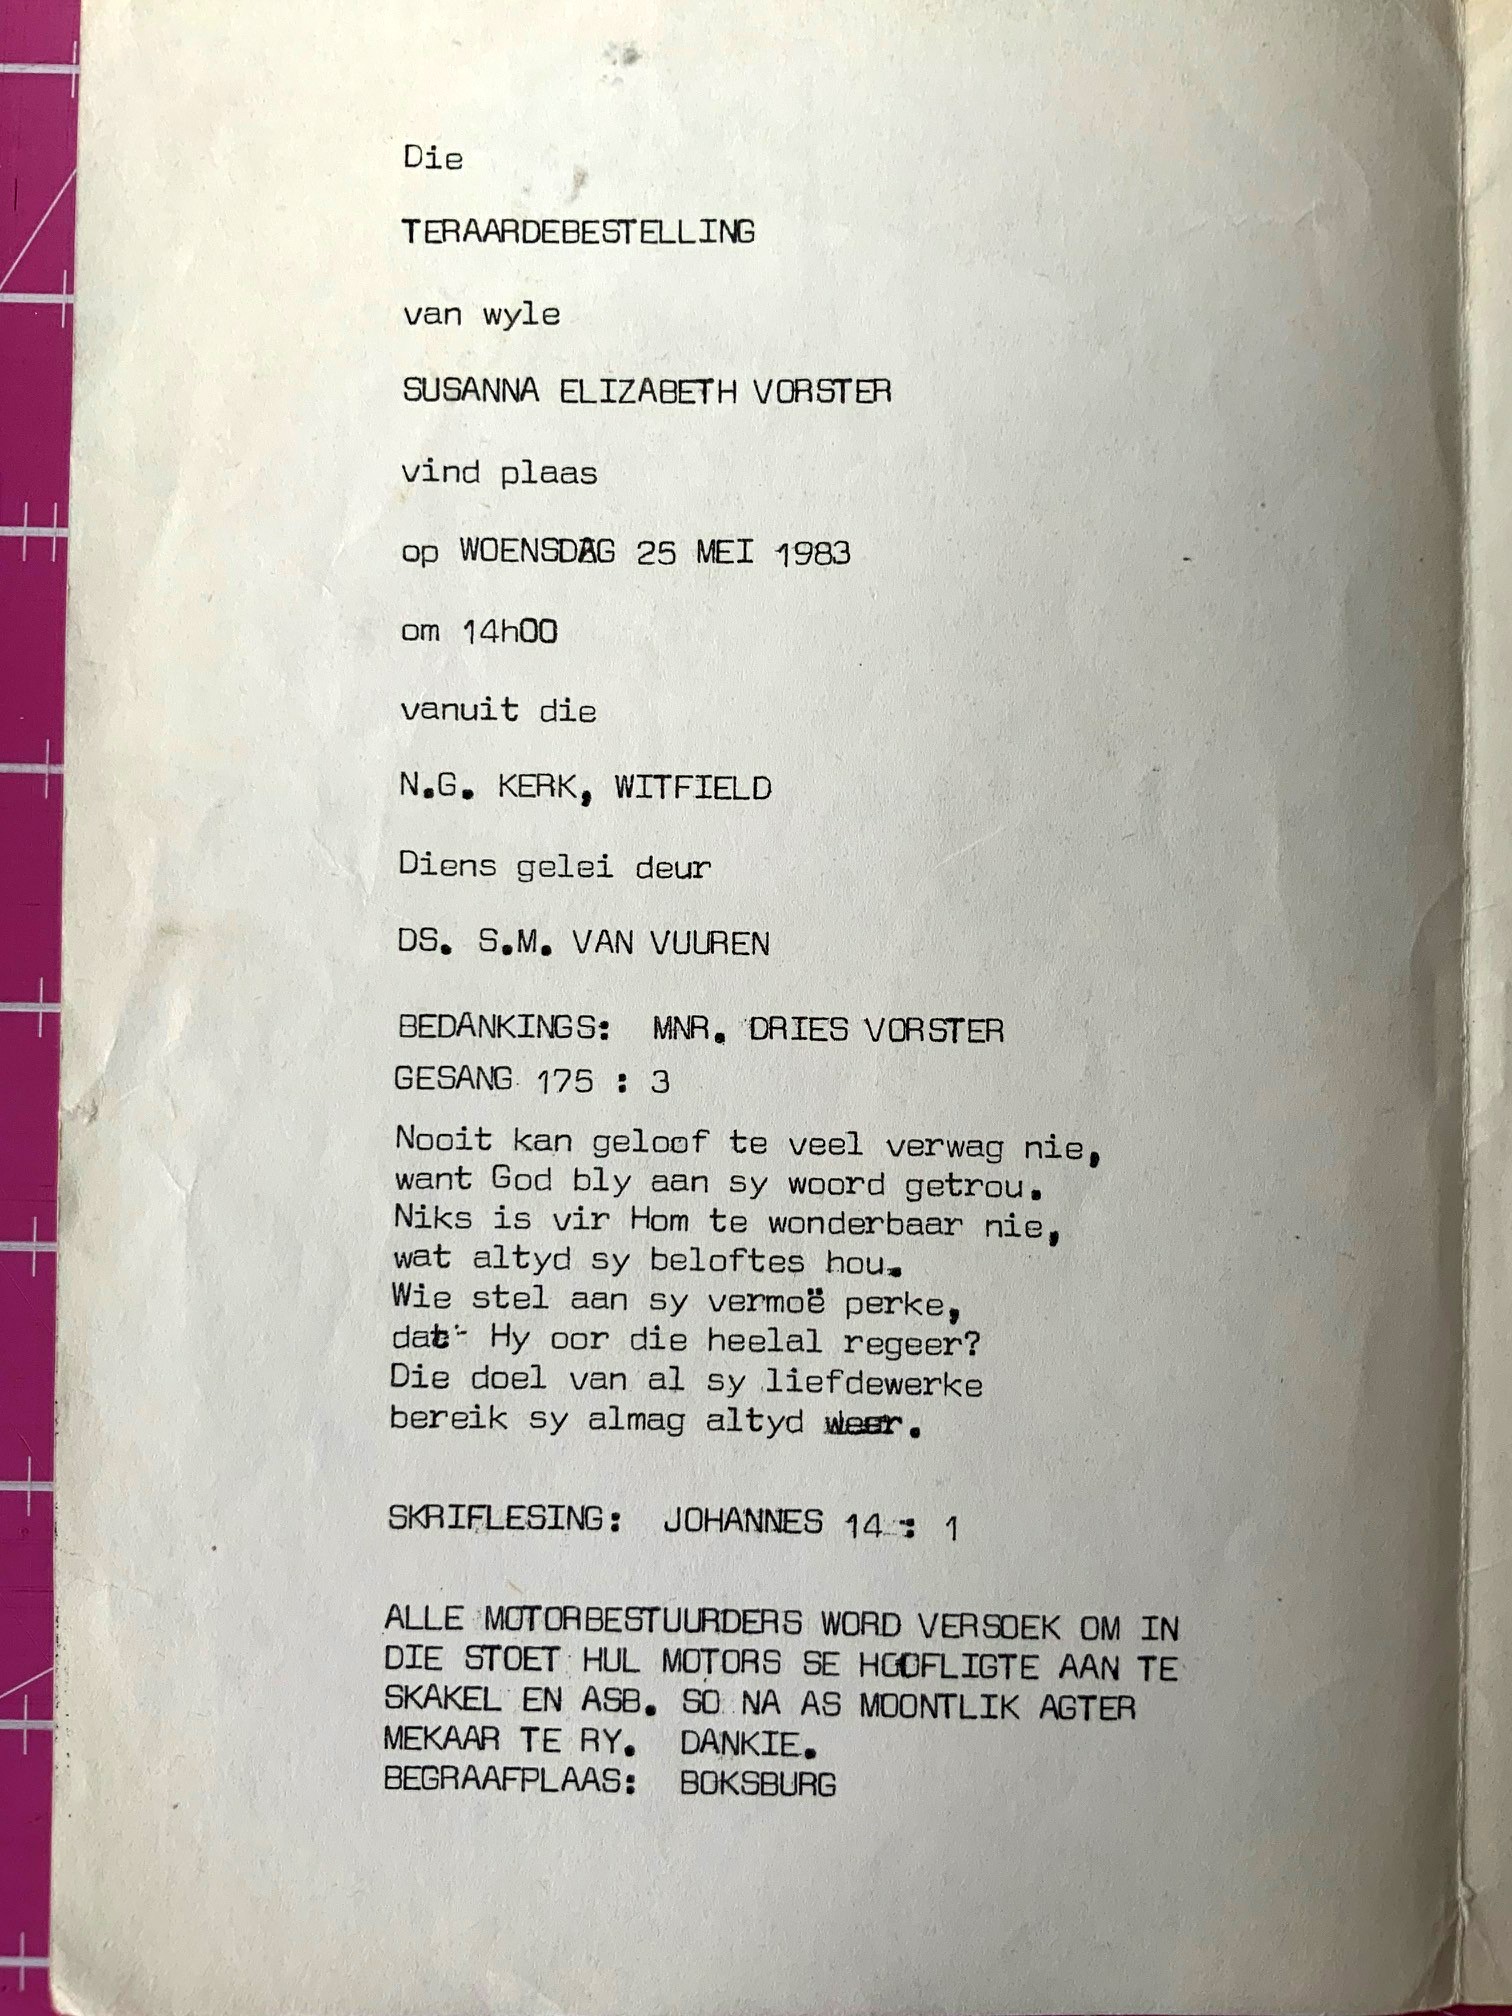 Die
TERAARDEBESTELLING
van wyle
SUSANNA ELIZABETH VORSTER
vind plaas
op WOENSDAG 25 MEI 1983
om 14h00
vanuit die
N.G. KERK, WITFIELD
Diens gelei deur
DS. S.M. VAN VUUREN
BEDANKINGS: MNR. DRIES VORSTER
GESANG 175 : 3
Nooit kan geloof te veel verwag nie,
want God bly aan sy woord getrou.
Niks is vir Hom te wonderbaar nie,
wat altyd sy beloftes hou.
Wie stel aan sy vermoë perke,
dat Hy oor die heelal regeer?
Die doel van al sy liefdewerke
bereik sy almag altyd weer.
SKRIFLESING: JOHANNES 14 : 1
ALLE MOTORBESTUURDERS WORD VERSOEK OM IN
DIE STOET HUL MOTORS SE HOOFLIGTE AAN TE
SKAKEL EN ASB. SO NA AS MOONTLIK AGTER
MEKAAR TE RY. DANKIE.
BEGRAAFPLAAS: BOKSBURG